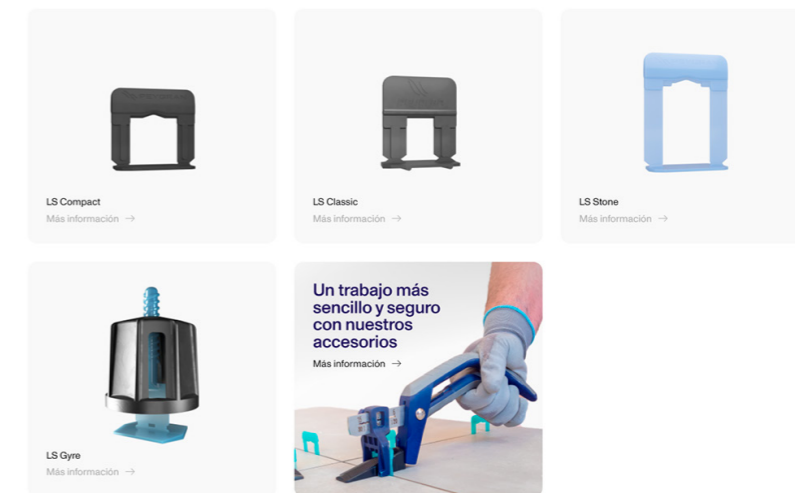 LS Compact
Más información
LS Classic
Más información
LS Stone
Más información
LS Gyre
Más información
Un trabajo más
sencillo y seguro
con nuestros
accesorios
Más información